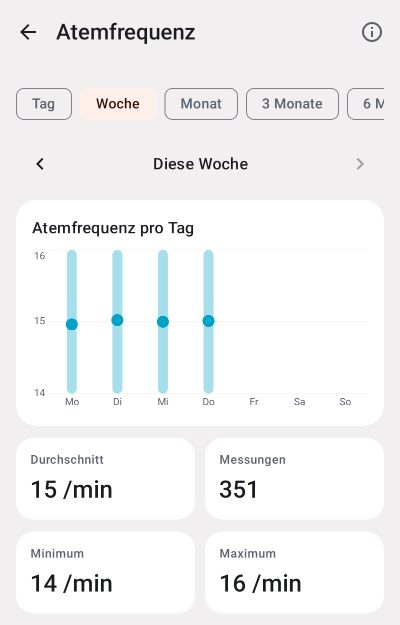 Atemfrequenz
Tag Woche Monat 3 Monate 6 M
Diese Woche
Atemfrequenz pro Tag
16
15
14
Mo Di Mi Do Fr Sa So
Durchschnitt Messungen
15 /min 351
Minimum Maximum
14 /min 16 /min